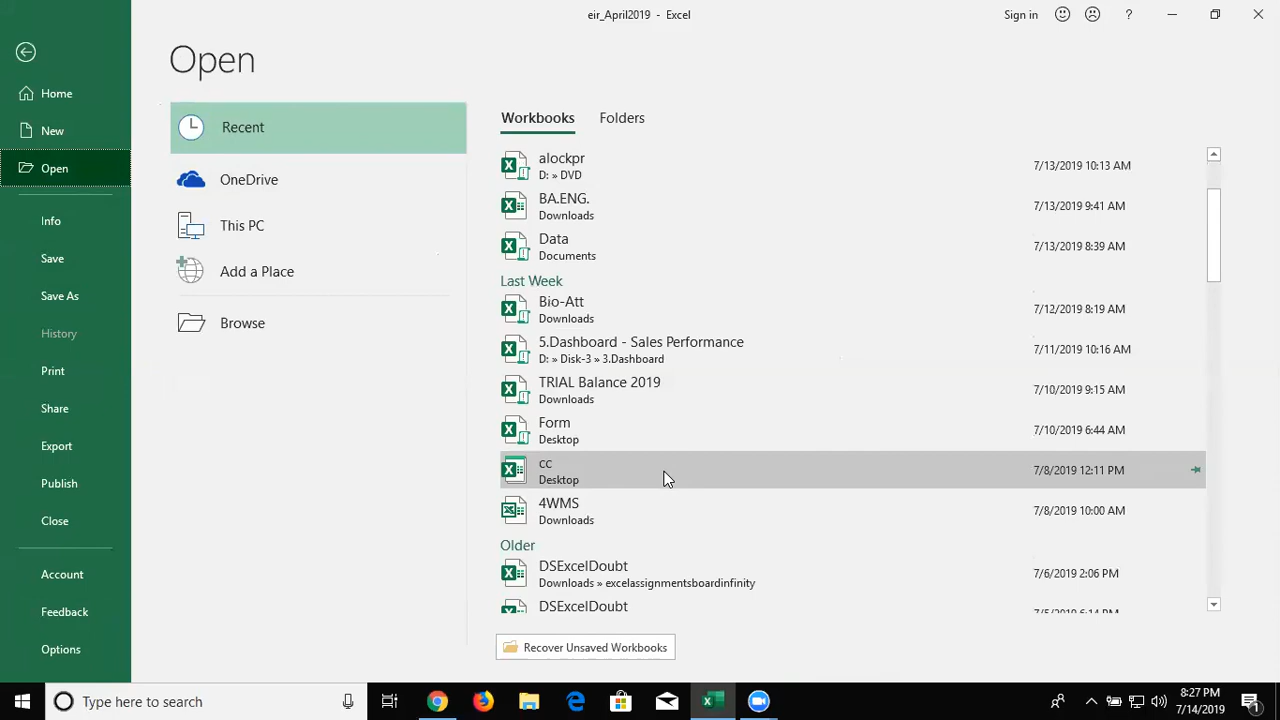 eir_April2019 - Excel
Sign in
?
Open
Home
New
Open
Info
Save
Save As
History
Print
Share
Export
Publish
Close
Account
Feedback
Options
Recent
OneDrive
This PC
Add a Place
Browse
Workbooks Folders
alockpr 7/13/2019 10:13 AM
D: » DVD
BA.ENG. 7/13/2019 9:41 AM
Downloads
Data 7/13/2019 8:39 AM
Documents
Last Week
Bio-Att 7/12/2019 8:19 AM
Downloads
5.Dashboard - Sales Performance 7/11/2019 10:16 AM
D: » Disk-3 » 3.Dashboard
TRIAL Balance 2019 7/10/2019 9:15 AM
Downloads
Form 7/10/2019 6:44 AM
Desktop
CC 7/8/2019 12:11 PM
Desktop
4WMS 7/8/2019 10:00 AM
Downloads
Older
DSExcelDoubt 7/6/2019 2:06 PM
Downloads » excelassignmentsboardinfinity
DSExcelDoubt 7/5/2019 6:14 PM
Recover Unsaved Workbooks
Type here to search
8:27 PM
7/14/2019
1